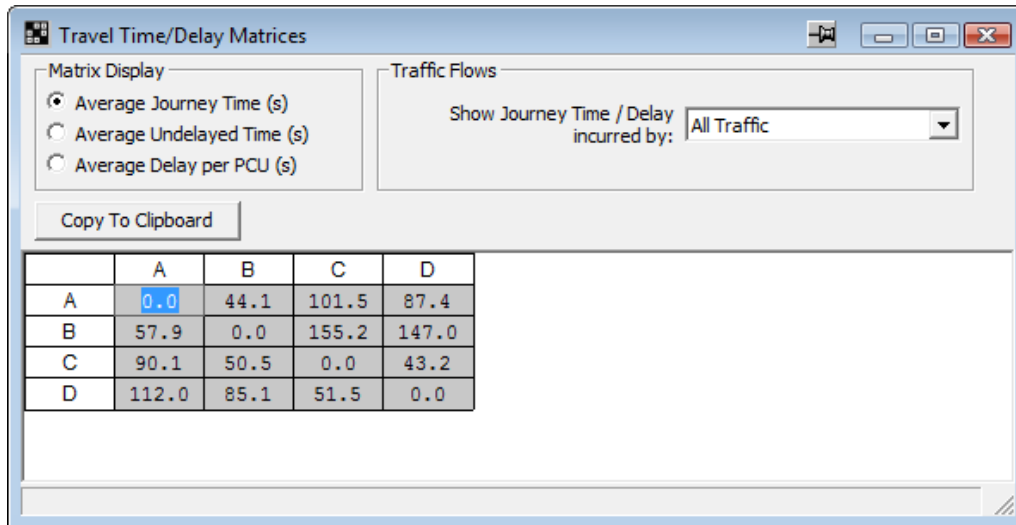 Travel Time/Delay Matrices
Matrix Display
Average Journey Time (s)
Average Undelayed Time (s)
Average Delay per PCU (s)
Traffic Flows
Show Journey Time / Delay
incurred by:
All Traffic
Copy To Clipboard
A B C D
A 0.0 44.1 101.5 87.4
B 57.9 0.0 155.2 147.0
C 90.1 50.5 0.0 43.2
D 112.0 85.1 51.5 0.0